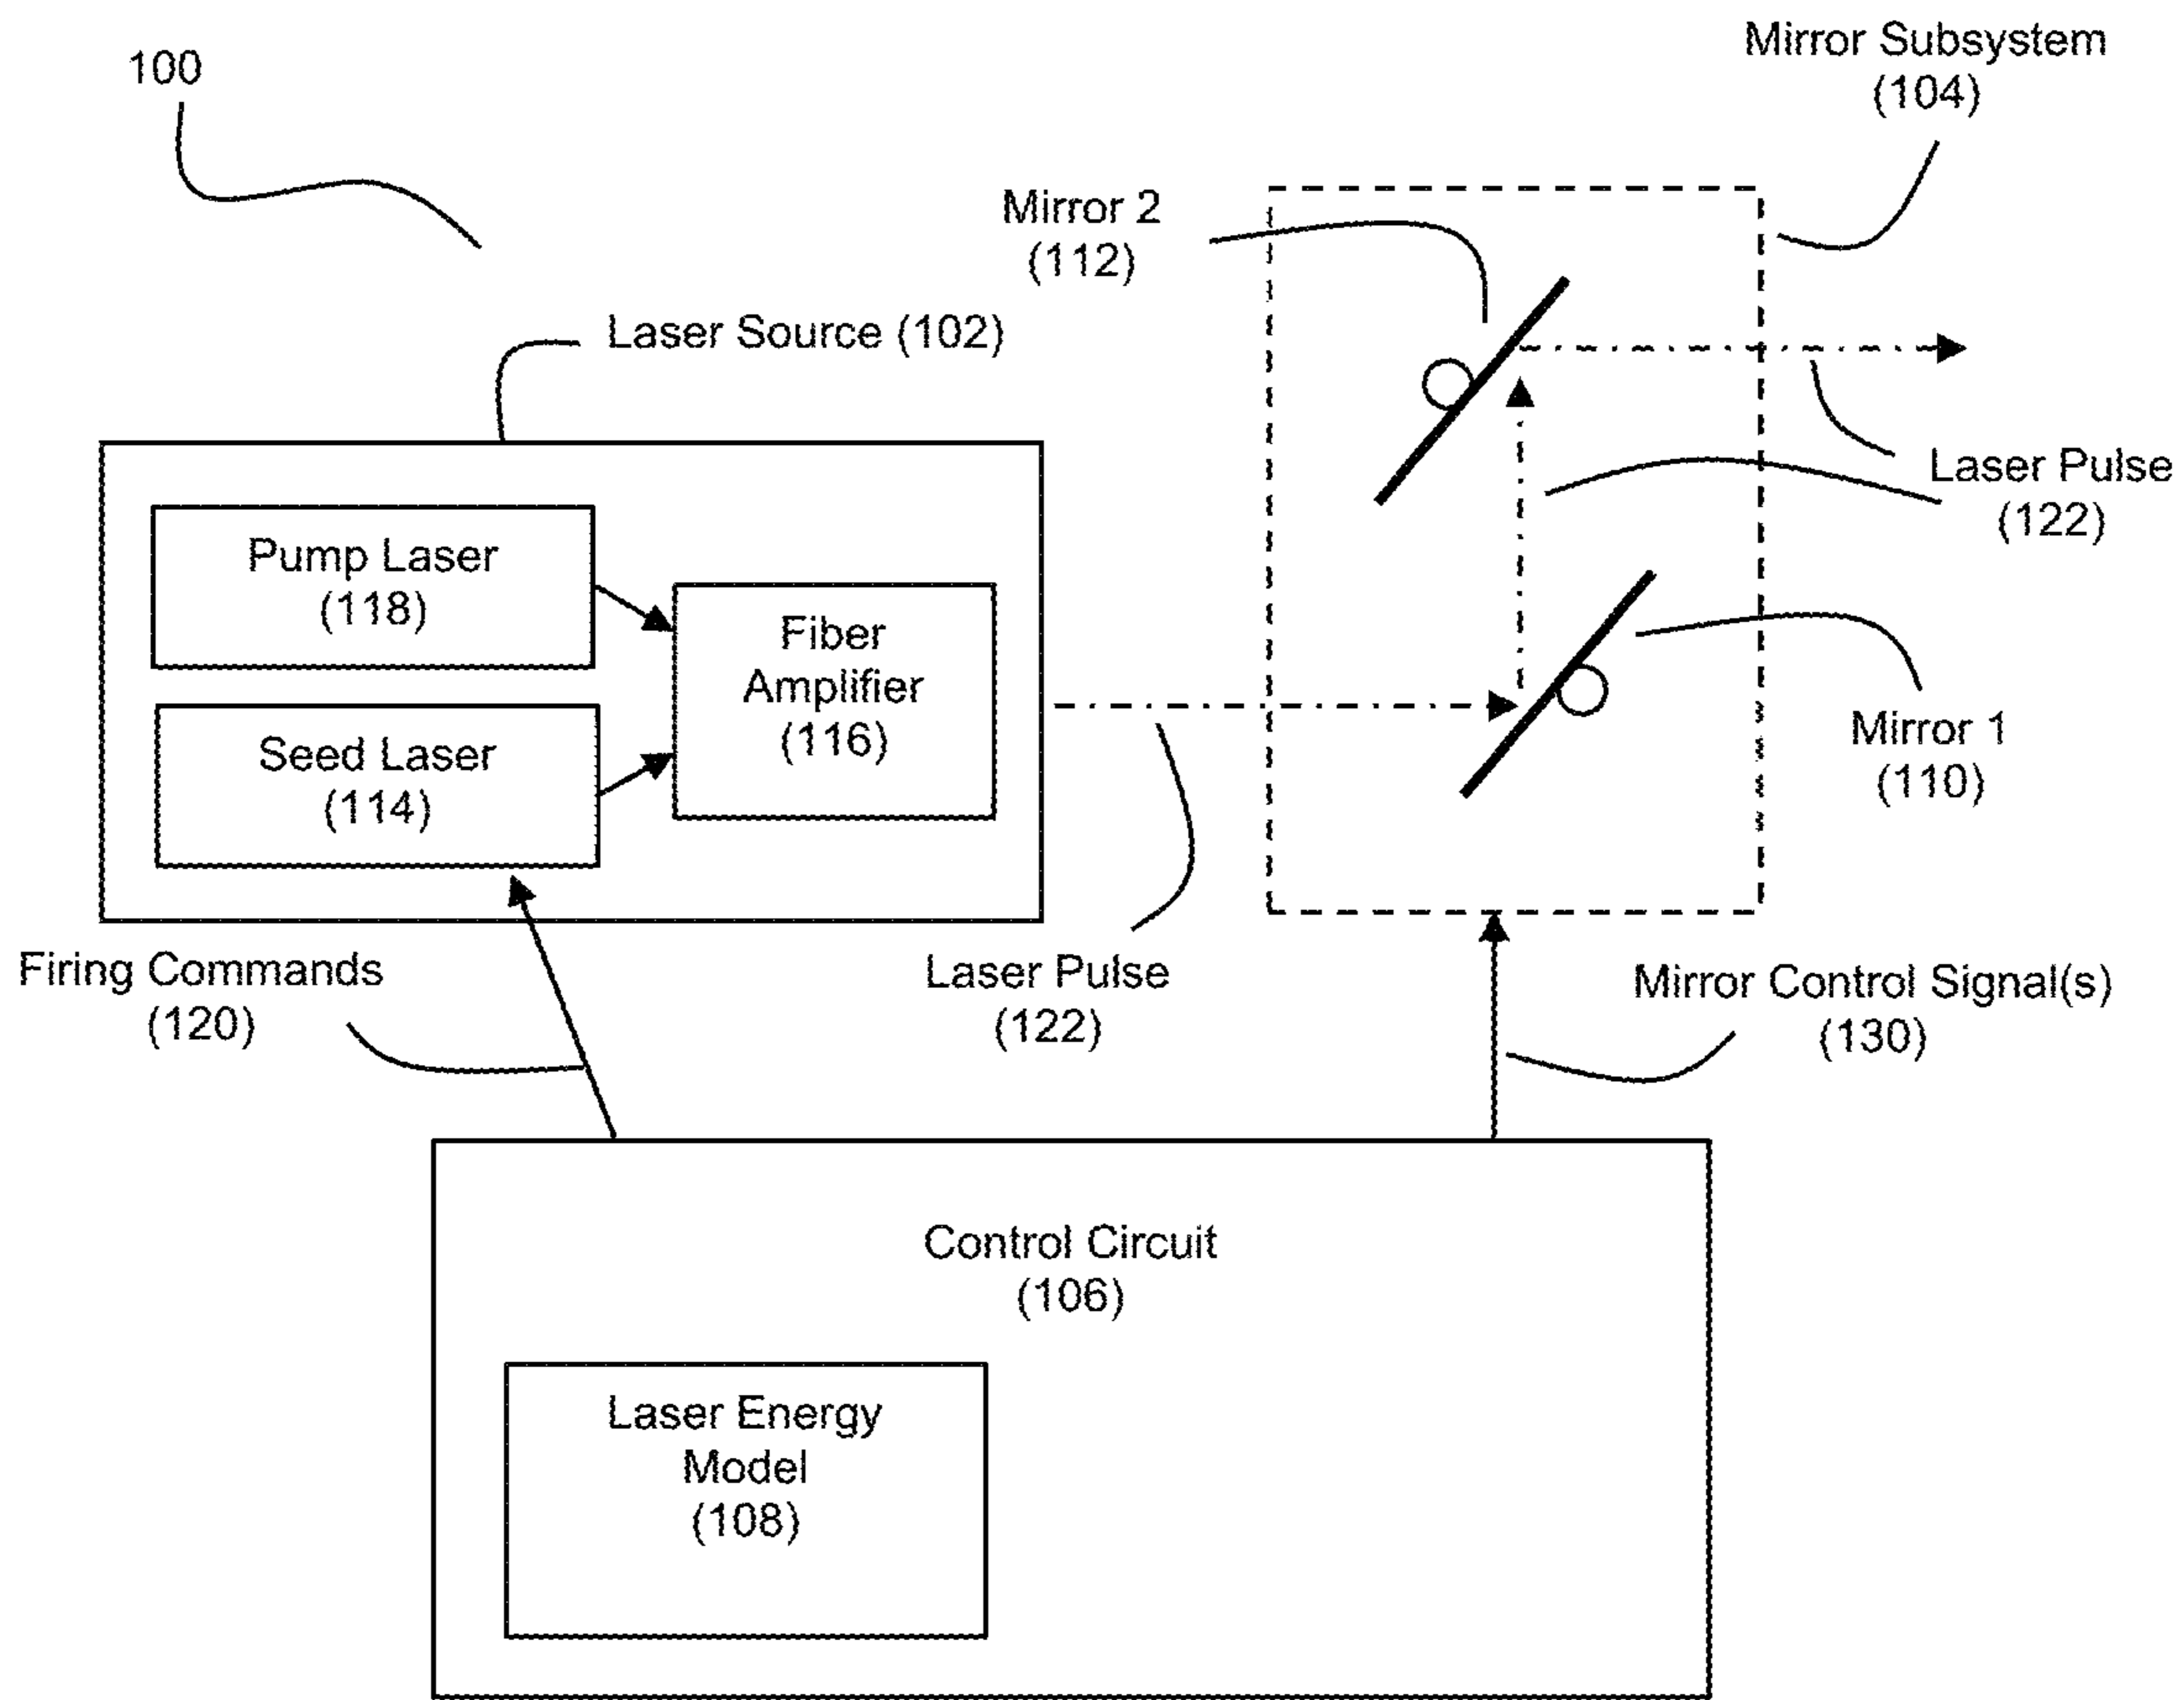 100
Mirror Subsystem
(104)
Mirror 2
(112)
Laser Source (102)
Laser Pulse
(122)
Pump Laser
(118)
Fiber
Amplifier
(116)
Seed Laser
(114)
Mirror 1
(110)
Firing Commands
(120)
Laser Pulse
(122)
Mirror Control Signal(s)
(130)
Control Circuit
(106)
Laser Energy
Model
(108)